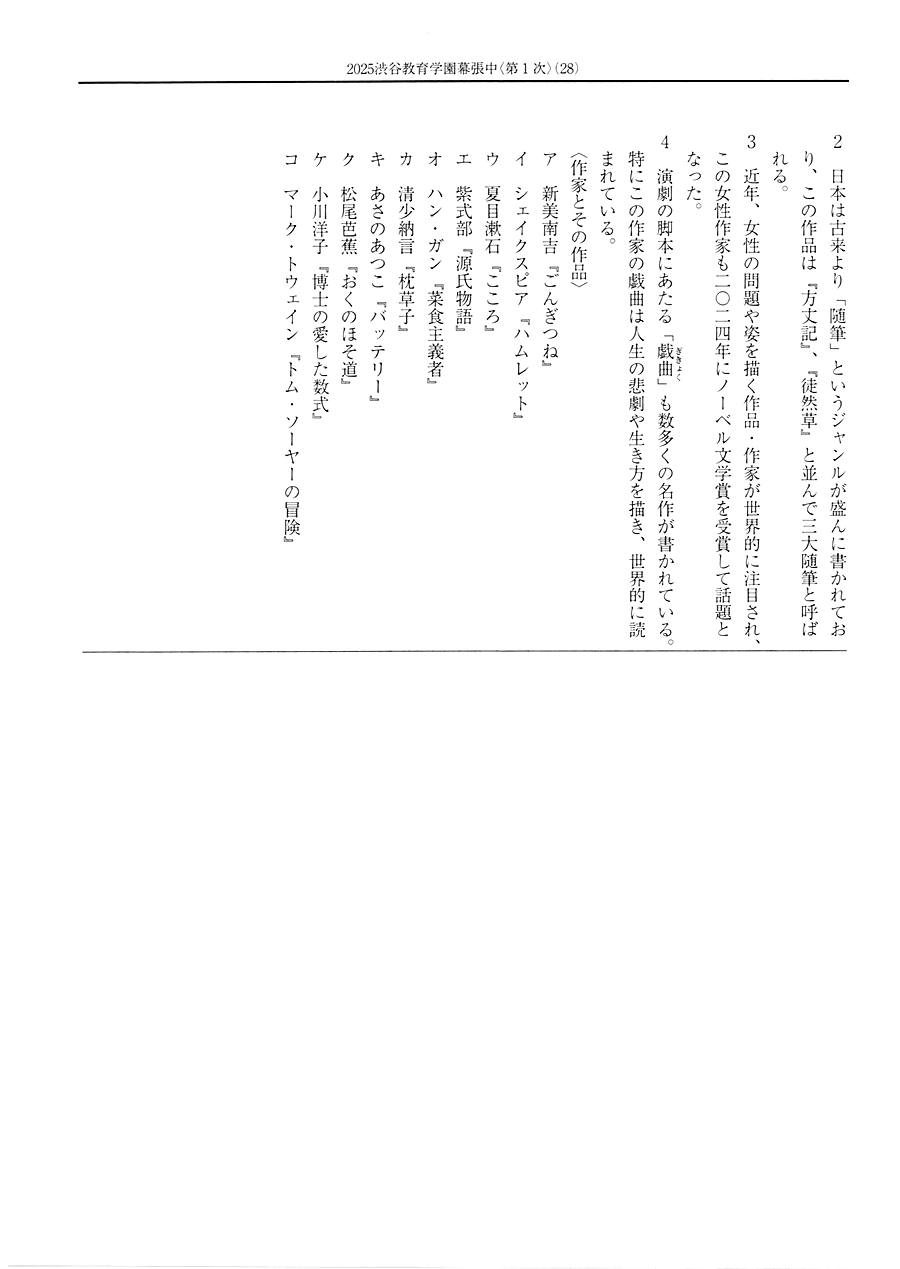 2025渋谷教育学園幕張中〈第1次〉(28)
2 日本は古来より「随筆」というジャンルが盛んに書かれてお
り、この作品は『方丈記』、『徒然草』と並んで三大随筆と呼ば
れる。
3 近年、女性の問題や姿を描く作品・作家が世界的に注目され、
この女性作家も二〇二四年にノーベル文学賞を受賞して話題と
なった。
4 演劇の脚本にあたる「戯曲」も数多くの名作が書かれている。
ぎきょく
特にこの作家の戯曲は人生の悲劇や生き方を描き、世界的に読
まれている。
〈作家とその作品〉
ア 新美南吉『ごんぎつね』
イ シェイクスピア『ハムレット』
ウ 夏目漱石『こころ』
エ 紫式部『源氏物語』
オ ハン・ガン『菜食主義者』
カ 清少納言『枕草子』
キ あさのあつこ『バッテリー』
ク 松尾芭蕉『おくのほそ道』
ケ 小川洋子『博士の愛した数式』
コ マーク・トウェイン『トム・ソーヤーの冒険』